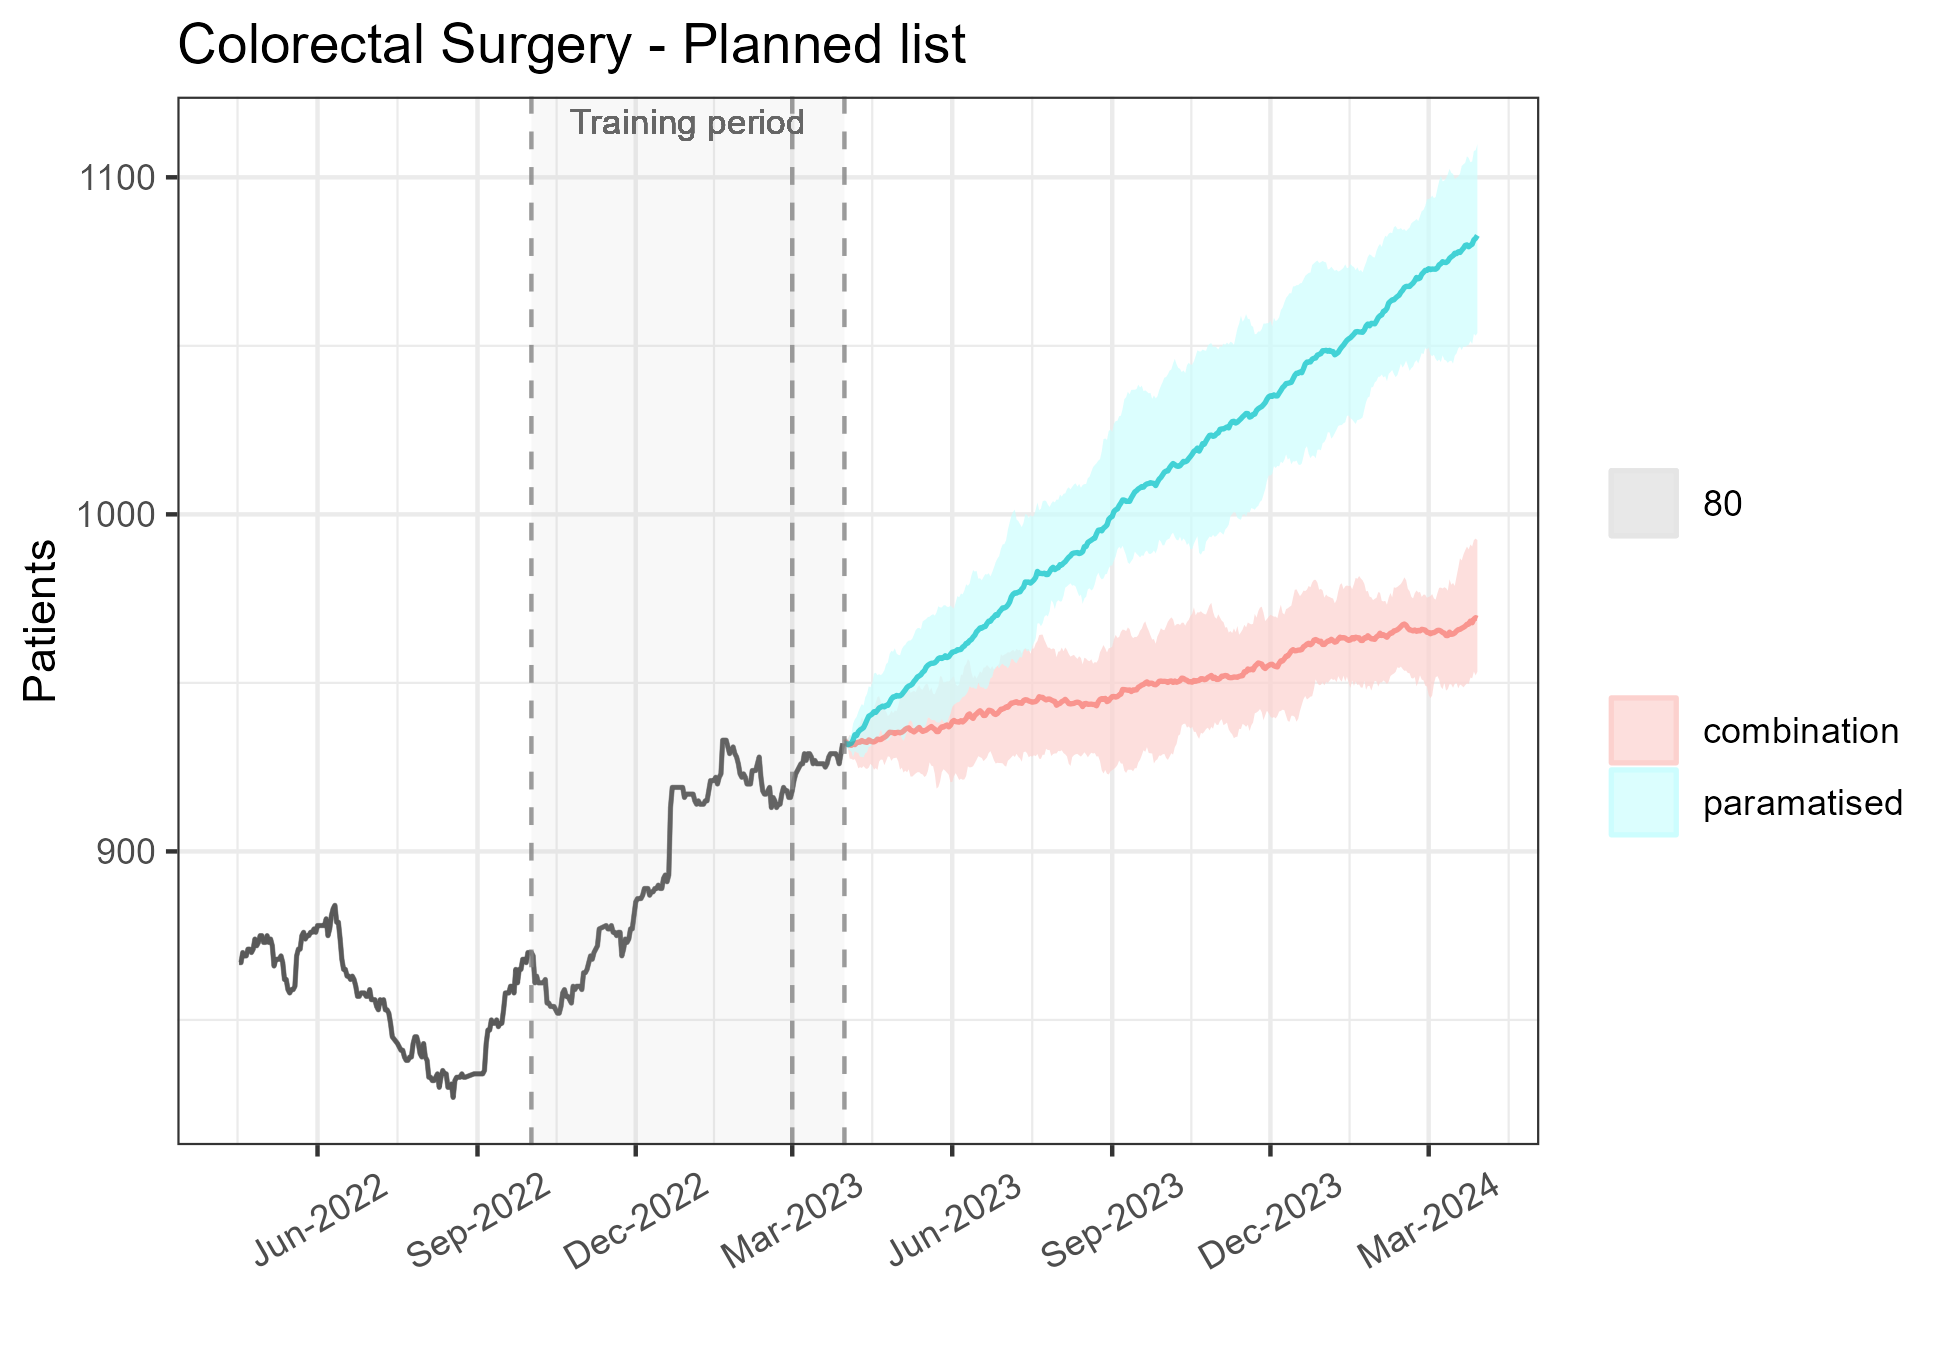 Colorectal Surgery - Planned list
Training period
1100
1000
900
Patients
Jun-2022
Sep-2022
Dec-2022
Mar-2023
Jun-2023
Sep-2023
Dec-2023
Mar-2024
80
combination
paramatised